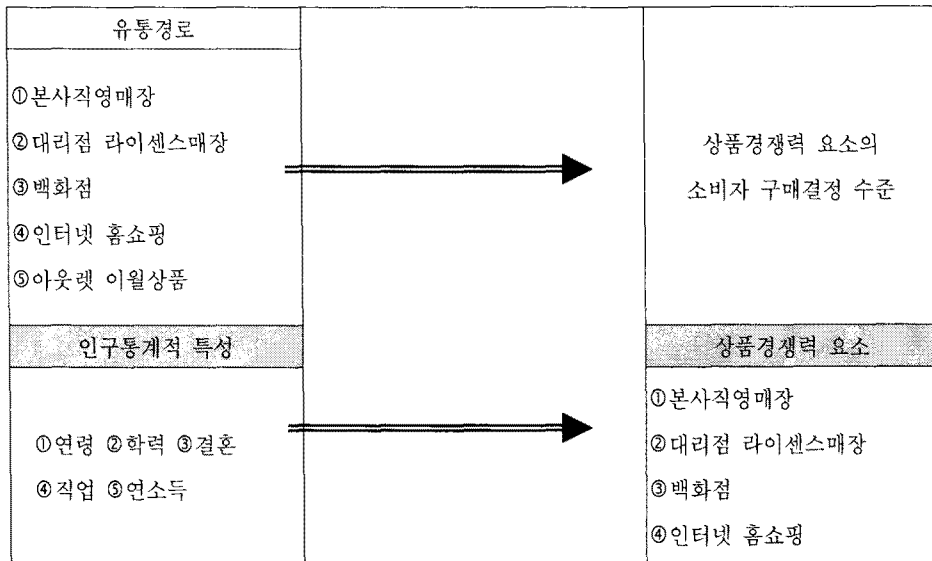 유통경로
①본사직영매장
②대리점 라이센스매장
③백화점
④인터넷 홈쇼핑
⑤아웃렛 이월상품
상품경쟁력 요소의
소비자 구매결정 수준
인구통계적 특성
①연령 ②학력 ③결혼
④직업 ⑤연소득
상품경쟁력 요소
①본사직영매장
②대리점 라이센스매장
③백화점
④인터넷 홈쇼핑